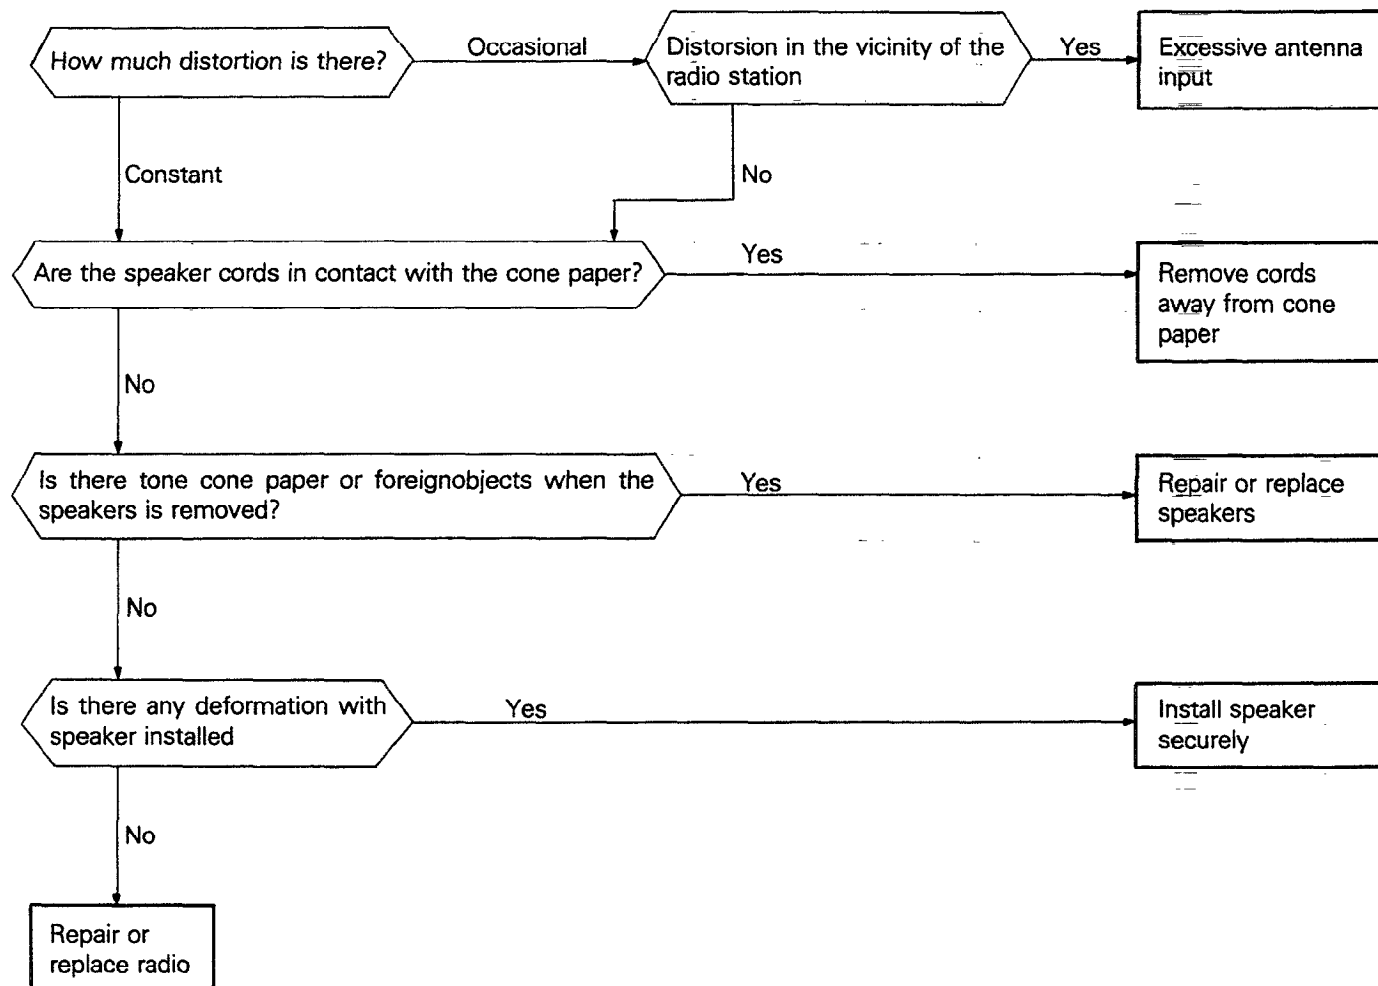 How much distortion is there?
Occasional
Distorsion in the vicinity of the
radio station
Yes
Excessive antenna
input
Constant
No
Are the speaker cords in contact with the cone paper?
Yes
Remove cords
away from cone
paper
No
Is there tone cone paper or foreignobjects when the
speakers is removed?
Yes
Repair or replace
speakers
No
Is there any deformation with
speaker installed
Yes
Install speaker
securely
No
Repair or
replace radio